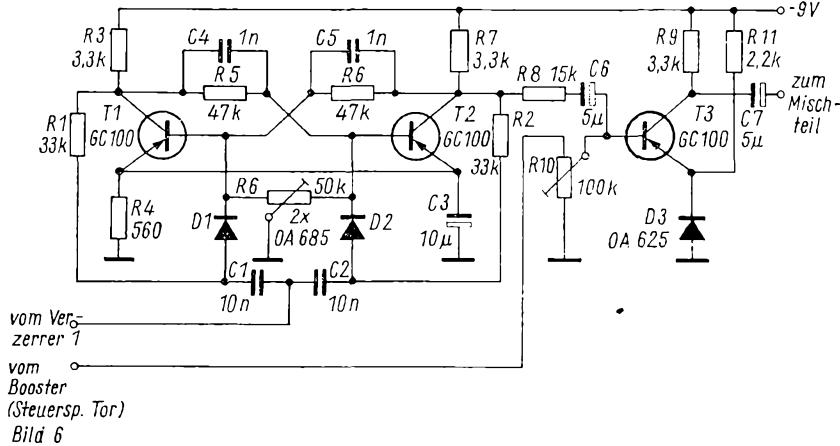 -9V
R3
3,3k
C4
1n
C5
1n
R7
3,3k
R9
3,3k
R11
2,2k
R5
47k
R6
47k
R8 15k
C6
5µ
zum
Misch-
teil
C7
5µ
R1
33k
T1
GC100
T2
GC100
R2
33k
T3
GC100
R10
100k
R4
560
R6
50k
D1
2x
OA 685
D2
C3
10µ
D3
OA 625
C1
10n
C2
10n
vom Ver-
zerrer 1
vom
Booster
(Steuersp. Tor)
Bild 6